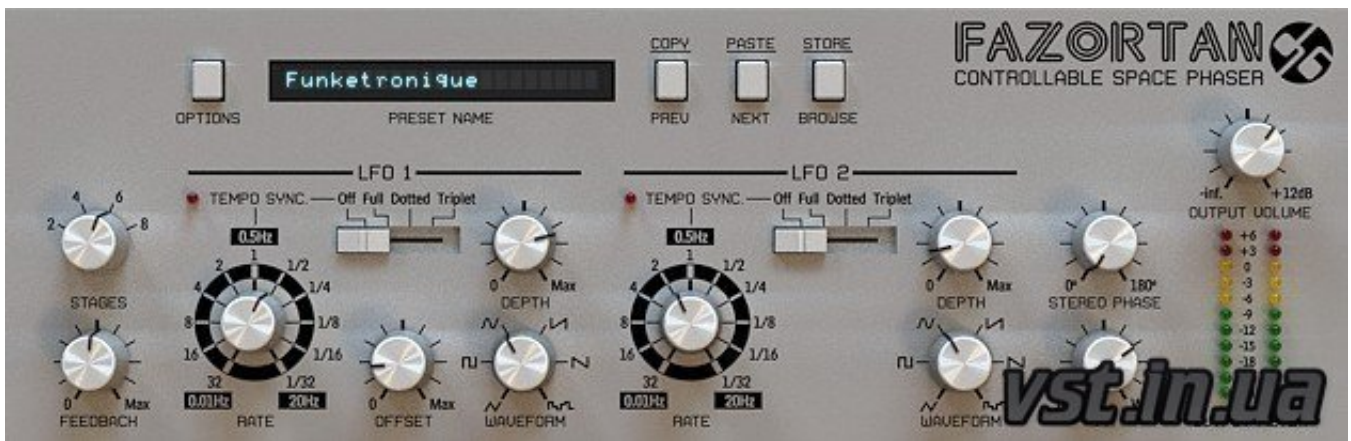 FAZORTAN
CONTROLLABLE SPACE PHASER
COPY PASTE STORE
Funketronique
OPTIONS PRESET NAME PREV NEXT BROWSE
LFO 1
TEMPO SYNC. Off Full Dotted Triplet
0.5Hz
32 16 8 4 2 1 1/2 1/4 1/8 1/16 1/32
0.01Hz 20Hz
RATE
0 Max
DEPTH
OFFSET
WAVEFORM
LFO 2
TEMPO SYNC. Off Full Dotted Triplet
0.5Hz
32 16 8 4 2 1 1/2 1/4 1/8 1/16 1/32
0.01Hz 20Hz
RATE
0 Max
DEPTH
WAVEFORM
2 4 6 8
STAGES
0 Max
FEEDBACK
0° 180°
STEREO PHASE
-inf. +12dB
OUTPUT VOLUME
+6
+3
0
-3
-6
-9
-12
-15
-18
vst.in.ua